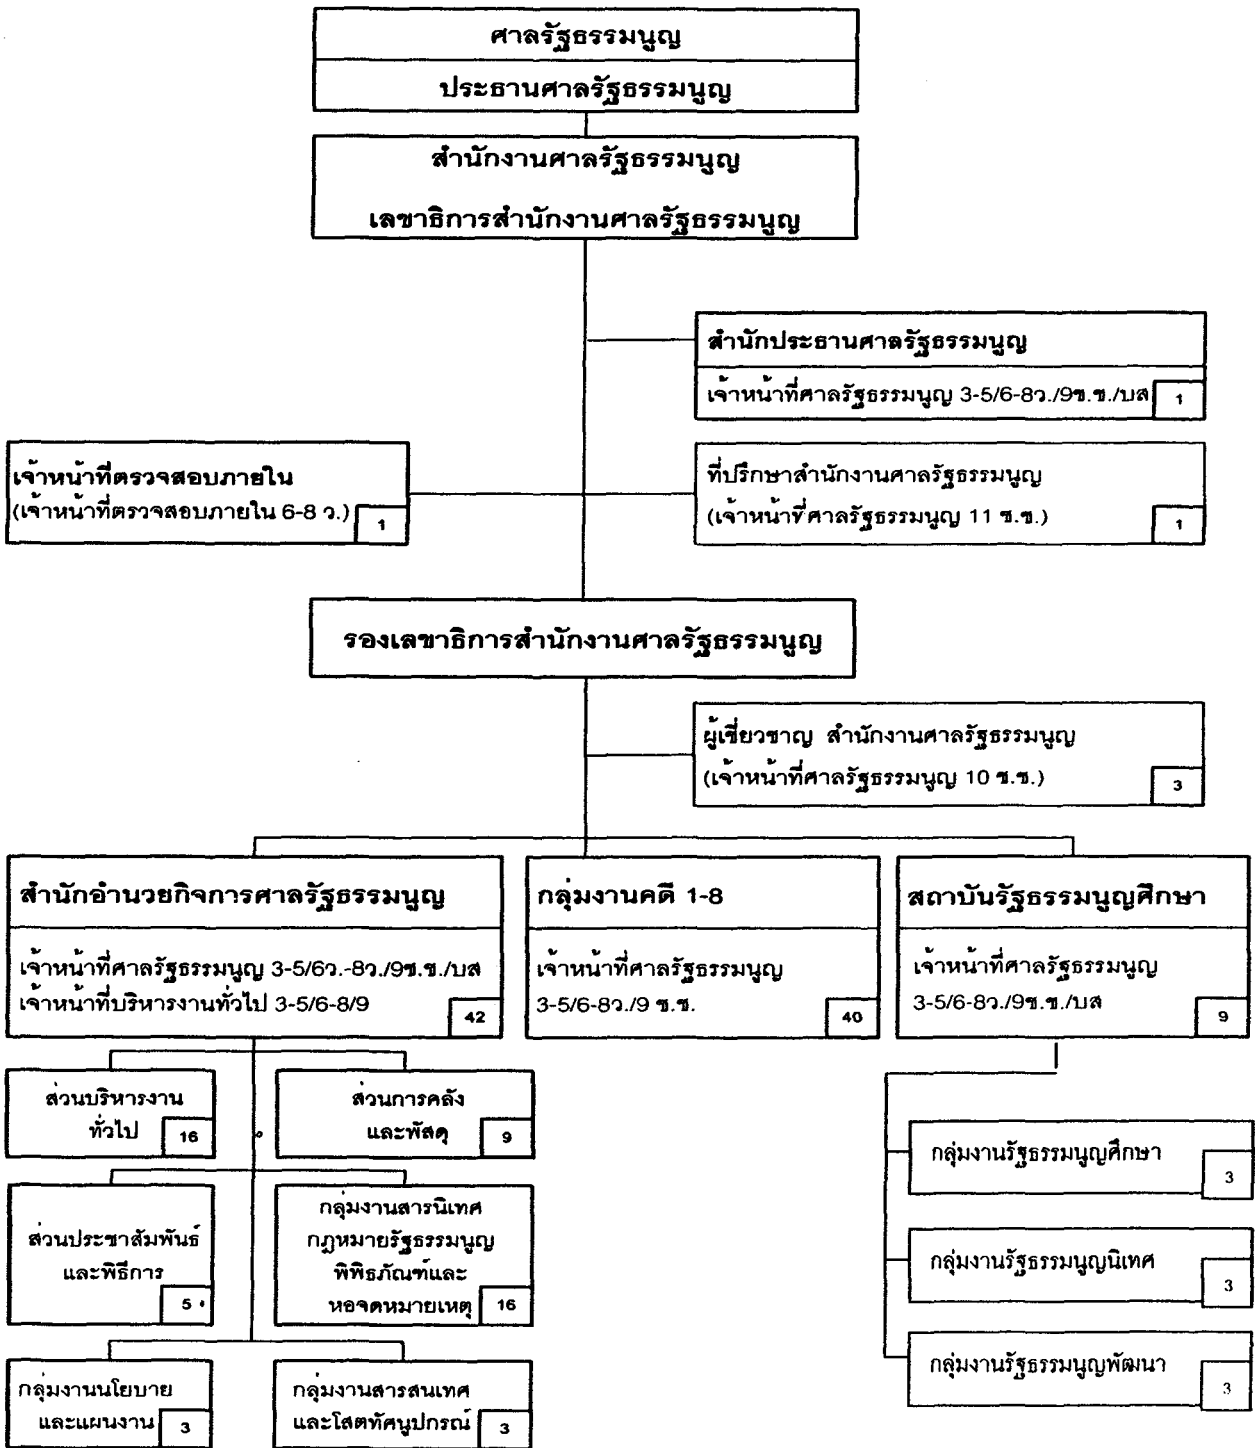 ศาลรัฐธรรมนูญ
ประธานศาลรัฐธรรมนูญ
สำนักงานศาลรัฐธรรมนูญ
เลขาธิการสำนักงานศาลรัฐธรรมนูญ
สำนักประธานศาลรัฐธรรมนูญ
เจ้าหน้าที่ศาลรัฐธรรมนูญ 3-5/6-8ว./9ช.ช./บส 1
เจ้าหน้าที่ตรวจสอบภายใน
(เจ้าหน้าที่ตรวจสอบภายใน 6-8 ว.) 1
ที่ปรึกษาสำนักงานศาลรัฐธรรมนูญ
(เจ้าหน้าที่ศาลรัฐธรรมนูญ 11 ช.ช.) 1
รองเลขาธิการสำนักงานศาลรัฐธรรมนูญ
ผู้เชี่ยวชาญ สำนักงานศาลรัฐธรรมนูญ
(เจ้าหน้าที่ศาลรัฐธรรมนูญ 10 ช.ช.) 3
สำนักอำนวยกิจการศาลรัฐธรรมนูญ
เจ้าหน้าที่ศาลรัฐธรรมนูญ 3-5/6ว.-8ว./9ช.ช./บส
เจ้าหน้าที่บริหารงานทั่วไป 3-5/6-8/9 42
กลุ่มงานคดี 1-8
เจ้าหน้าที่ศาลรัฐธรรมนูญ
3-5/6-8ว./9 ช.ช. 40
สถาบันรัฐธรรมนูญศึกษา
เจ้าหน้าที่ศาลรัฐธรรมนูญ
3-5/6-8ว./9ช.ช./บส 9
ส่วนบริหารงาน
ทั่วไป 16
ส่วนการคลัง
และพัสดุ 9
ส่วนประชาสัมพันธ์
และพิธีการ
5
กลุ่มงานสารนิเทศ
กฎหมายรัฐธรรมนูญ
พิพิธภัณฑ์และ
หอจดหมายเหตุ 16
กลุ่มงานนโยบาย
และแผนงาน 3
กลุ่มงานสารสนเทศ
และโสตทัศนูปกรณ์ 3
กลุ่มงานรัฐธรรมนูญศึกษา
3
กลุ่มงานรัฐธรรมนูญนิเทศ
3
กลุ่มงานรัฐธรรมนูญพัฒนา
3